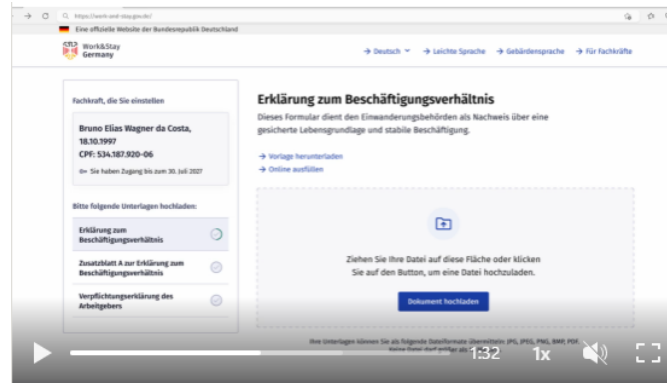 https://work-and-stay.gov.de/
Eine offizielle Website der Bundesrepublik Deutschland
Work&Stay
Germany
Deutsch
Leichte Sprache
Gebärdensprache
Für Fachkräfte
Fachkraft, die Sie einstellen
Bruno Elias Wagner da Costa,
18.10.1997
CPF: 534.187.920-06
Sie haben Zugang bis zum 30. Juli 2027
Bitte folgende Unterlagen hochladen:
Erklärung zum
Beschäftigungsverhältnis
Zusatzblatt A zur Erklärung zum
Beschäftigungsverhältnis
Verpflichtungserklärung des
Arbeitgebers
Erklärung zum Beschäftigungsverhältnis
Dieses Formular dient den Einwanderungsbehörden als Nachweis über eine
gesicherte Lebensgrundlage und stabile Beschäftigung.
Vorlage herunterladen
Online ausfüllen
Ziehen Sie Ihre Datei auf diese Fläche oder klicken
Sie auf den Button, um eine Datei hochzuladen.
Dokument hochladen
Ihre Unterlagen können Sie als folgende Dateiformate übermitteln: JPG, JPEG, PNG, BMP, PDF.
Keine Datei darf größer als
1:32
1x